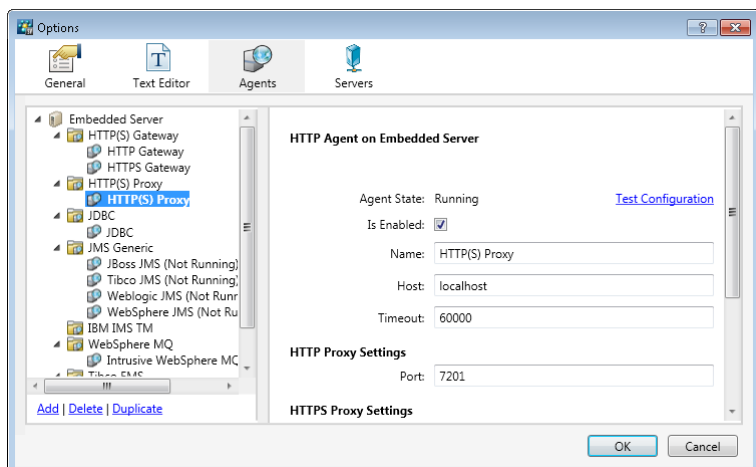 Options
General Text Editor Agents Servers
Embedded Server
HTTP(S) Gateway
HTTP Gateway
HTTPS Gateway
HTTP(S) Proxy
HTTP(S) Proxy
JDBC
JDBC
JMS Generic
JBoss JMS (Not Running)
Tibco JMS (Not Running)
Weblogic JMS (Not Runr
WebSphere JMS (Not Ru
IBM IMS TM
WebSphere MQ
Intrusive WebSphere MQ
Tibco EMS
Add | Delete | Duplicate
HTTP Agent on Embedded Server
Agent State: Running Test Configuration
Is Enabled:
Name: HTTP(S) Proxy
Host: localhost
Timeout: 60000
HTTP Proxy Settings
Port: 7201
HTTPS Proxy Settings
OK Cancel